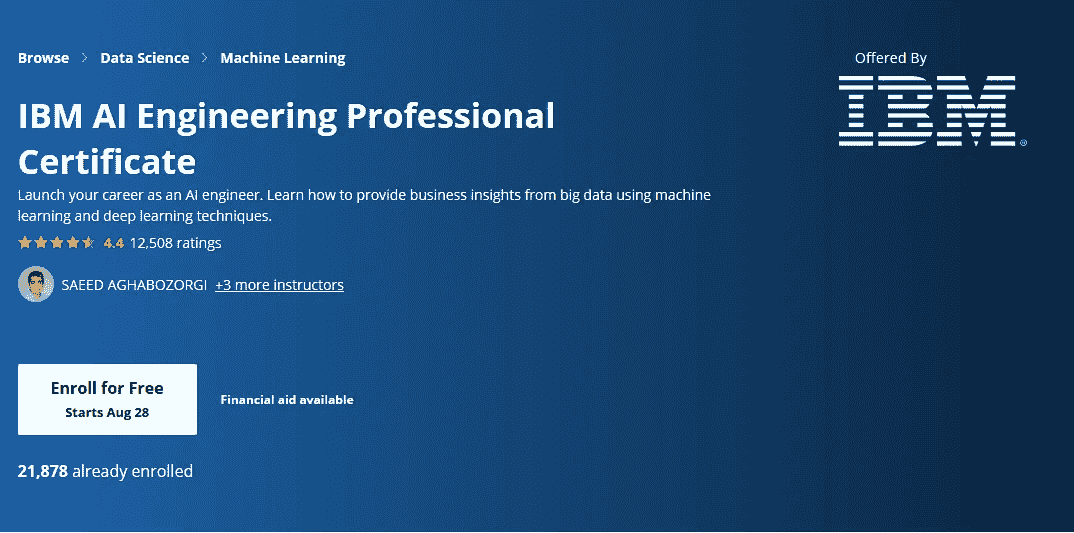 Browse > Data Science > Machine Learning
Offered By
IBM®
IBM AI Engineering Professional
Certificate
Launch your career as an AI engineer. Learn how to provide business insights from big data using machine
learning and deep learning techniques.
4.4 12,508 ratings
SAEED AGHABOZORGI +3 more instructors
Enroll for Free
Starts Aug 28
Financial aid available
21,878 already enrolled